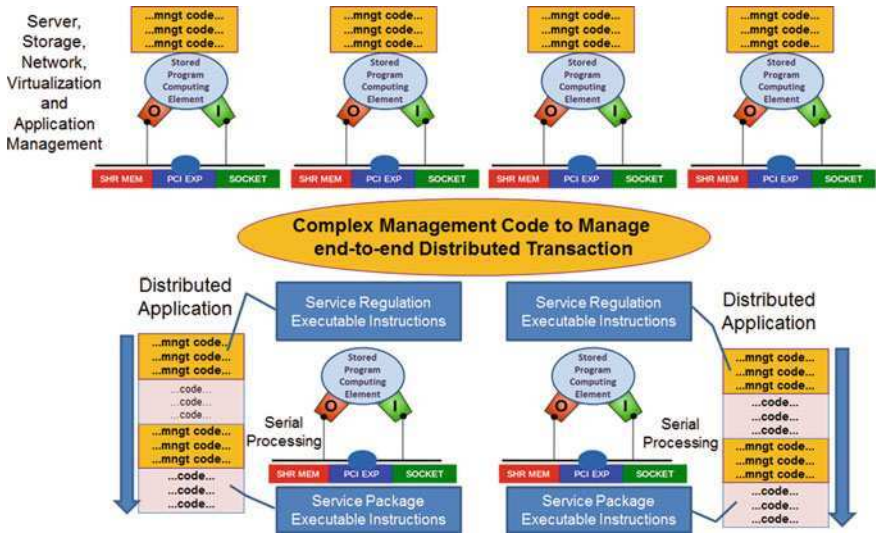 Server,
Storage,
Network,
Virtualization
and
Application
Management
...mngt code...
...mngt code...
...mngt code...
Stored
Program
Computing
Element
O I
SHR MEM PCI EXP SOCKET
...mngt code...
...mngt code...
...mngt code...
Stored
Program
Computing
Element
O I
SHR MEM PCI EXP SOCKET
...mngt code...
...mngt code...
...mngt code...
Stored
Program
Computing
Element
O I
SHR MEM PCI EXP SOCKET
...mngt code...
...mngt code...
...mngt code...
Stored
Program
Computing
Element
O I
SHR MEM PCI EXP SOCKET
Complex Management Code to Manage
end-to-end Distributed Transaction
Distributed
Application
...mngt code...
...mngt code...
...mngt code...
...code...
...code...
...code...
...mngt code...
...mngt code...
...mngt code...
...code...
...code...
...code...
Service Regulation
Executable Instructions
Stored
Program
Computing
Element
O I
Serial
Processing
SHR MEM PCI EXP SOCKET
Service Package
Executable Instructions
Service Regulation
Executable Instructions
Stored
Program
Computing
Element
O I
Serial
Processing
SHR MEM PCI EXP SOCKET
Service Package
Executable Instructions
Distributed
Application
...mngt code...
...mngt code...
...mngt code...
...code...
...code...
...code...
...mngt code...
...mngt code...
...mngt code...
...code...
...code...
...code...